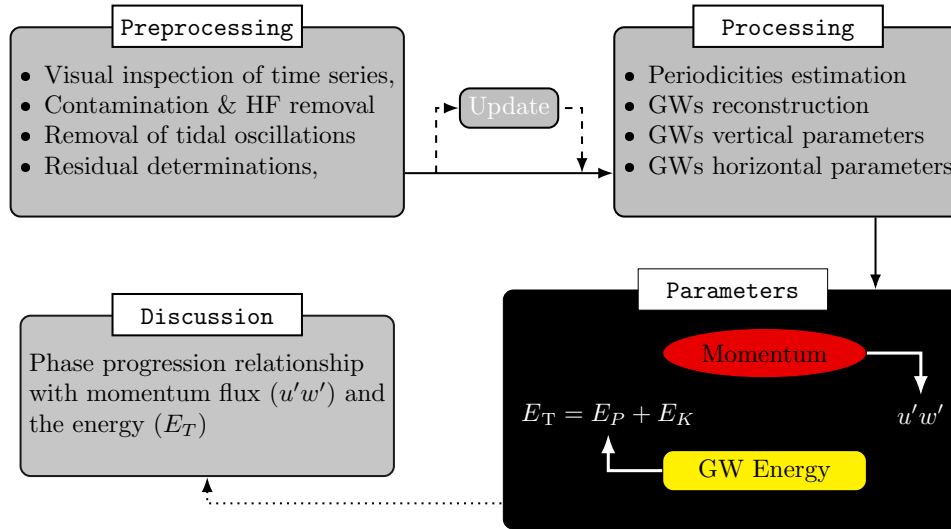 Preprocessing
• Visual inspection of time series,
• Contamination & HF removal
• Removal of tidal oscillations
• Residual determinations,
Update
Processing
• Periodicities estimation
• GWs reconstruction
• GWs vertical parameters
• GWs horizontal parameters
Parameters
Momentum
u′w′
E_T = E_P + E_K
GW Energy
Discussion
Phase progression relationship
with momentum flux (u′w′) and
the energy (E_T)